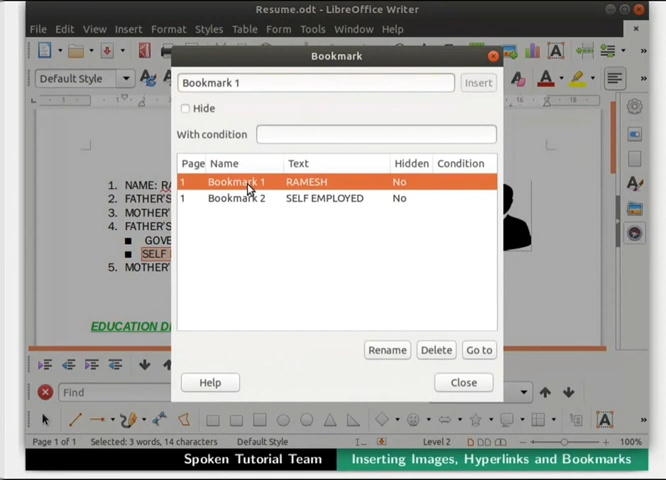 Resume.odt - LibreOffice Writer
File Edit View Insert Format Styles Table Form Tools Window Help
Bookmark
Bookmark 1 Insert
Default Style
Hide
With condition
Page Name Text Hidden Condition
1 Bookmark 1 RAMESH No
1 Bookmark 2 SELF EMPLOYED No
1. NAME: RA
2. FATHER'S
3. MOTHER'
4. FATHER'S
GOVE
SELF
5. MOTHER'
EDUCATION D
Rename Delete Go to
Help Close
Find
Page 1 of 1 Selected: 3 words, 14 characters Default Style Level 2 100%
Spoken Tutorial Team Inserting Images, Hyperlinks and Bookmarks